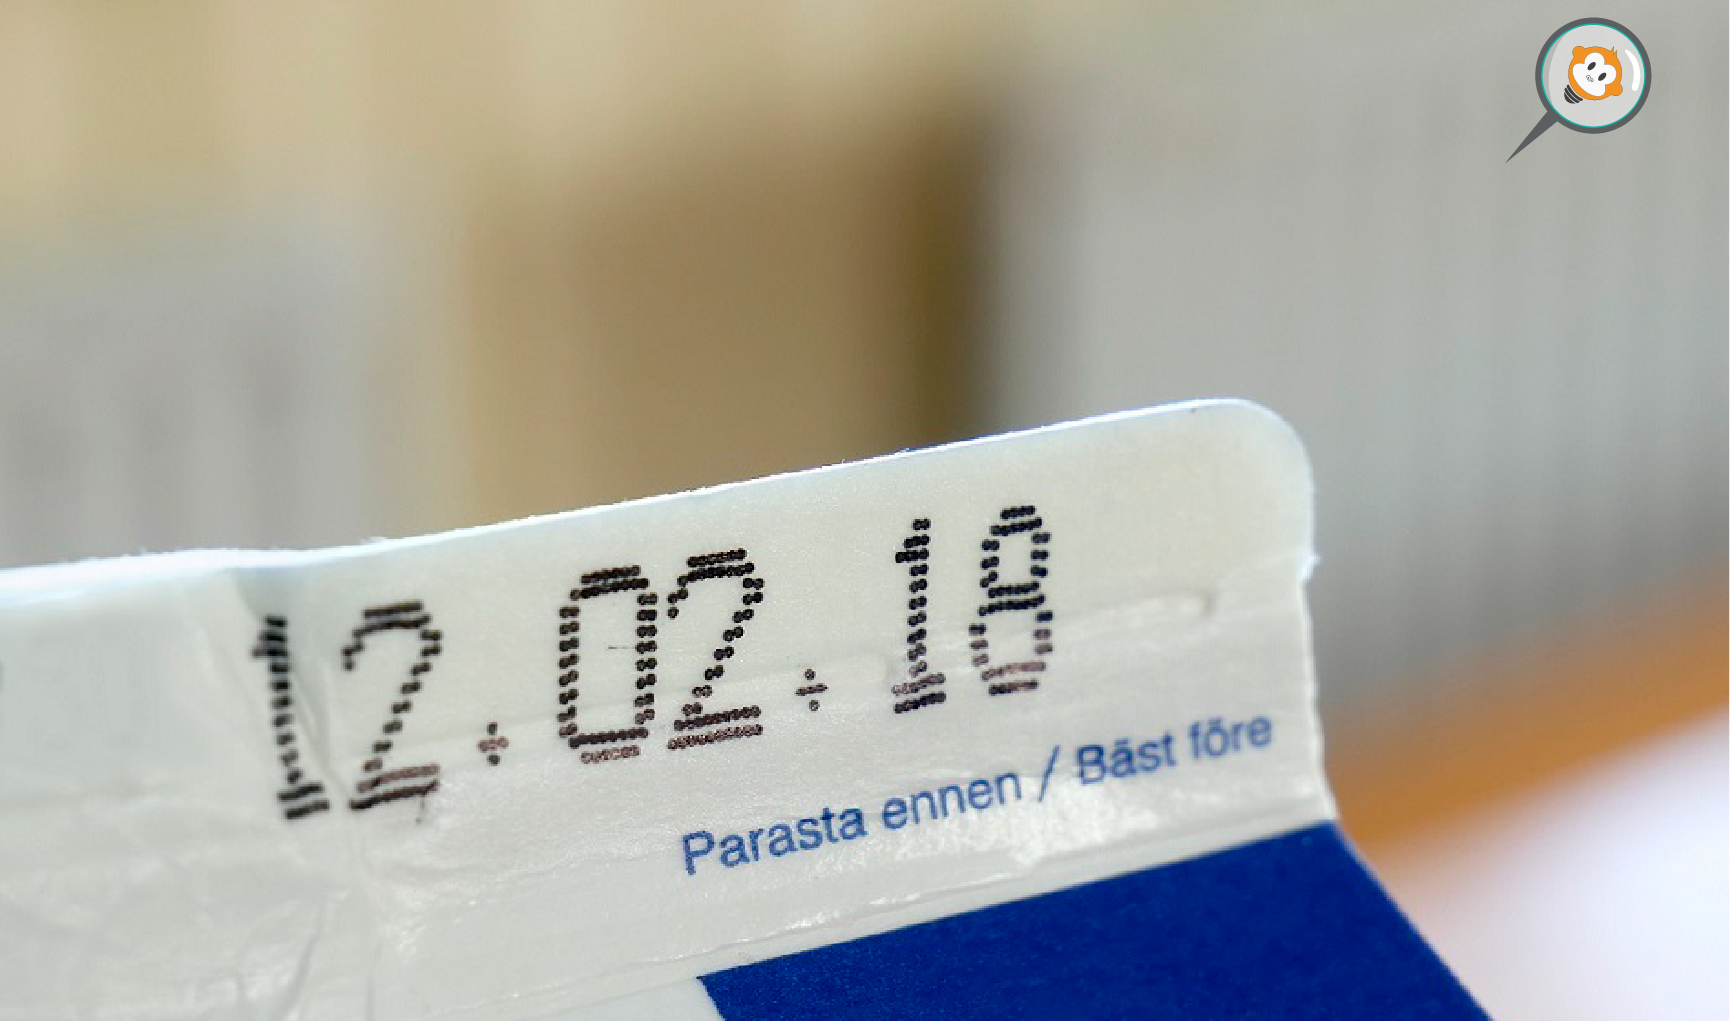 12.02.18
Parasta ennen / Bäst före